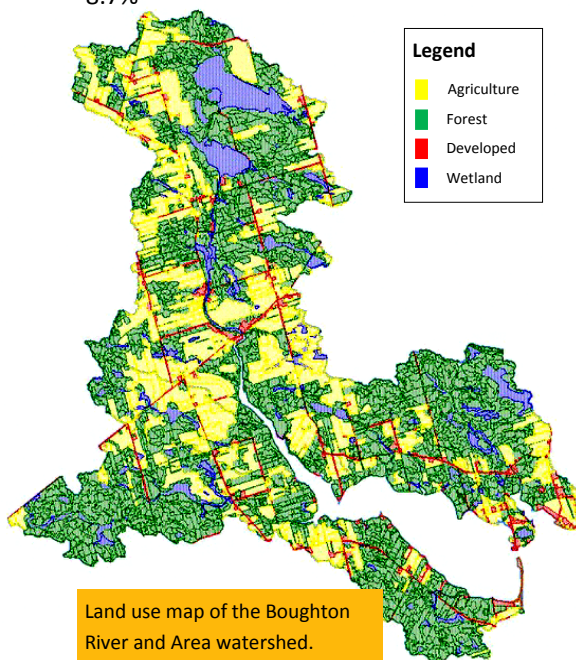 Legend
Agriculture
Forest
Developed
Wetland
Land use map of the Boughton
River and Area watershed.